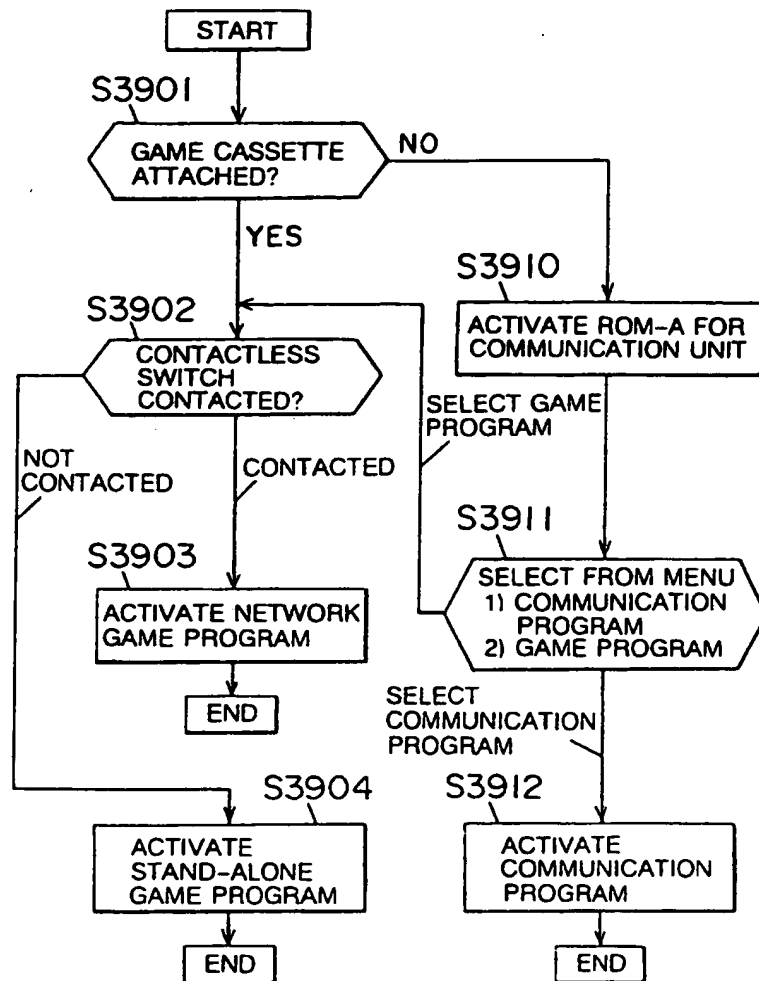 START
S3901
GAME CASSETTE
ATTACHED?
NO
YES
S3910
ACTIVATE ROM-A FOR
COMMUNICATION UNIT
S3902
CONTACTLESS
SWITCH
CONTACTED?
SELECT GAME
PROGRAM
NOT
CONTACTED
CONTACTED
S3911
SELECT FROM MENU
1) COMMUNICATION
PROGRAM
2) GAME PROGRAM
S3903
ACTIVATE NETWORK
GAME PROGRAM
END
SELECT
COMMUNICATION
PROGRAM
S3904
ACTIVATE
STAND-ALONE
GAME PROGRAM
END
S3912
ACTIVATE
COMMUNICATION
PROGRAM
END